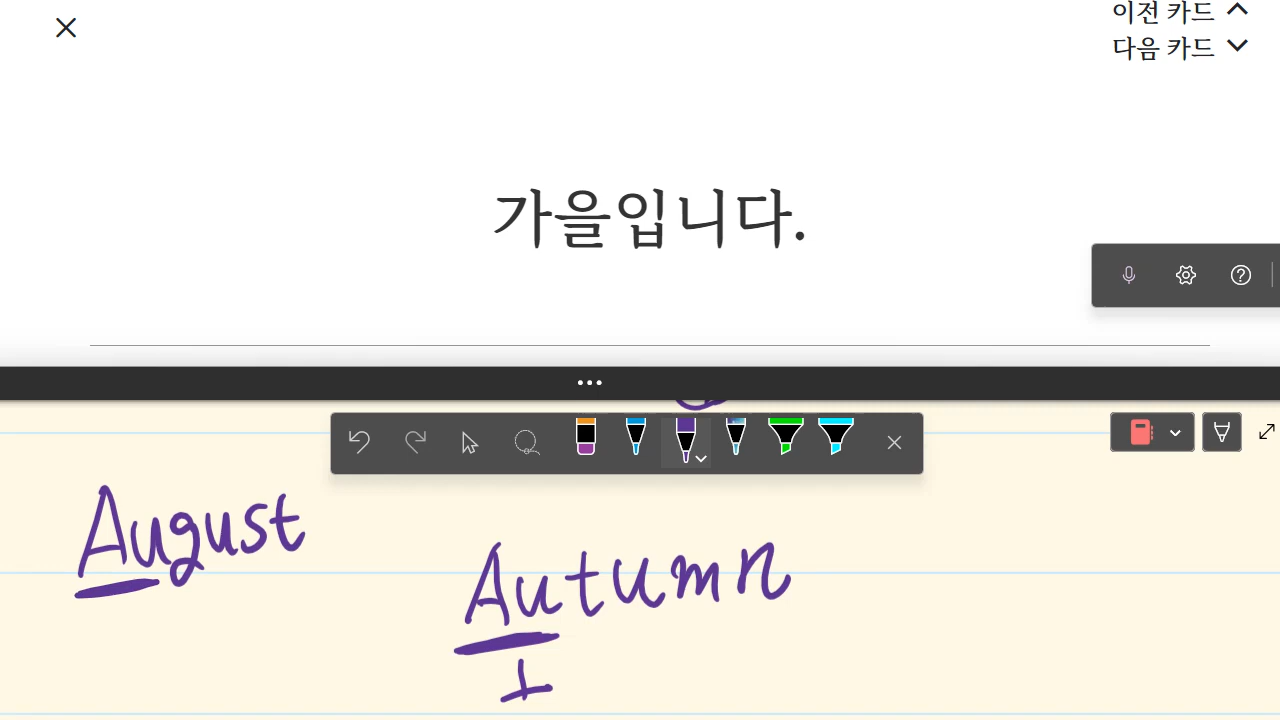 이전 카드
다음 카드
가을입니다.
August
Autumn
ㅗ